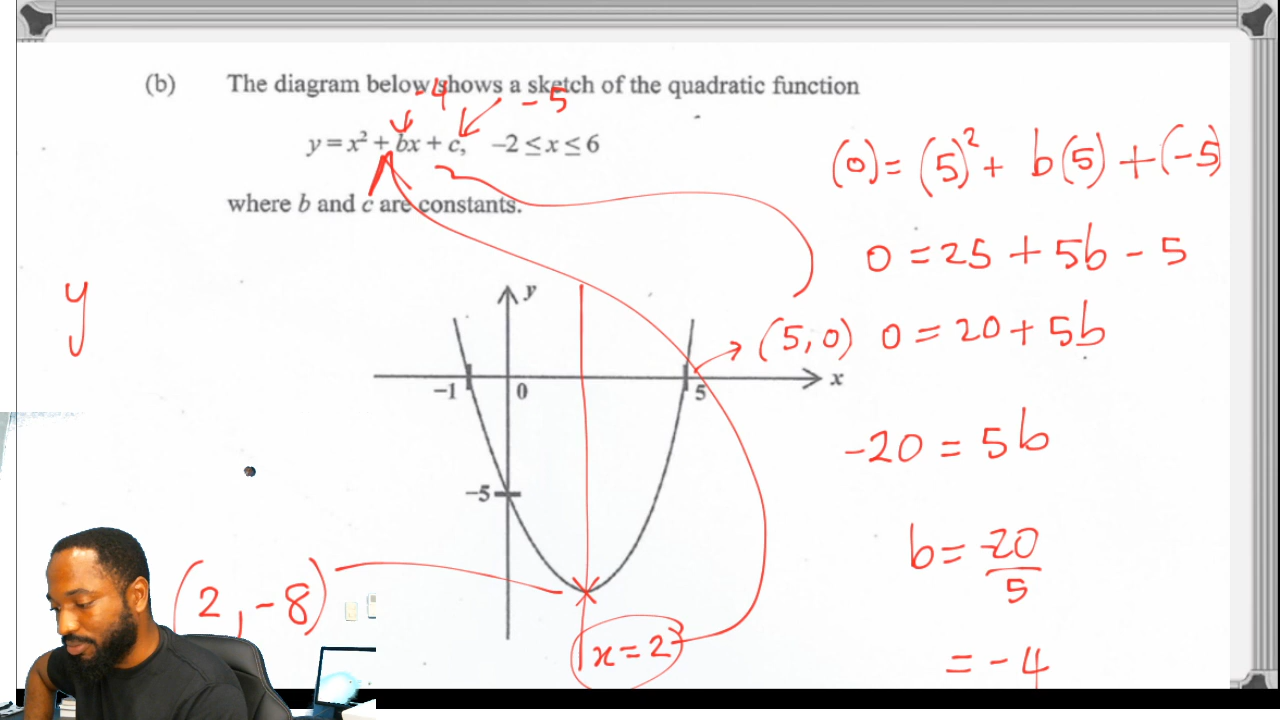 (b) The diagram below shows a sketch of the quadratic function
-4 -5
y = x² + bx + c, -2 ≤ x ≤ 6
where b and c are constants.
(0) = (5)² + b(5) + (-5)
0 = 25 + 5b - 5
y
y
(5, 0) 0 = 20 + 5b
-1 0 5 x
-20 = 5b
-5
b = -20
5
(2, -8)
x = 2
= -4